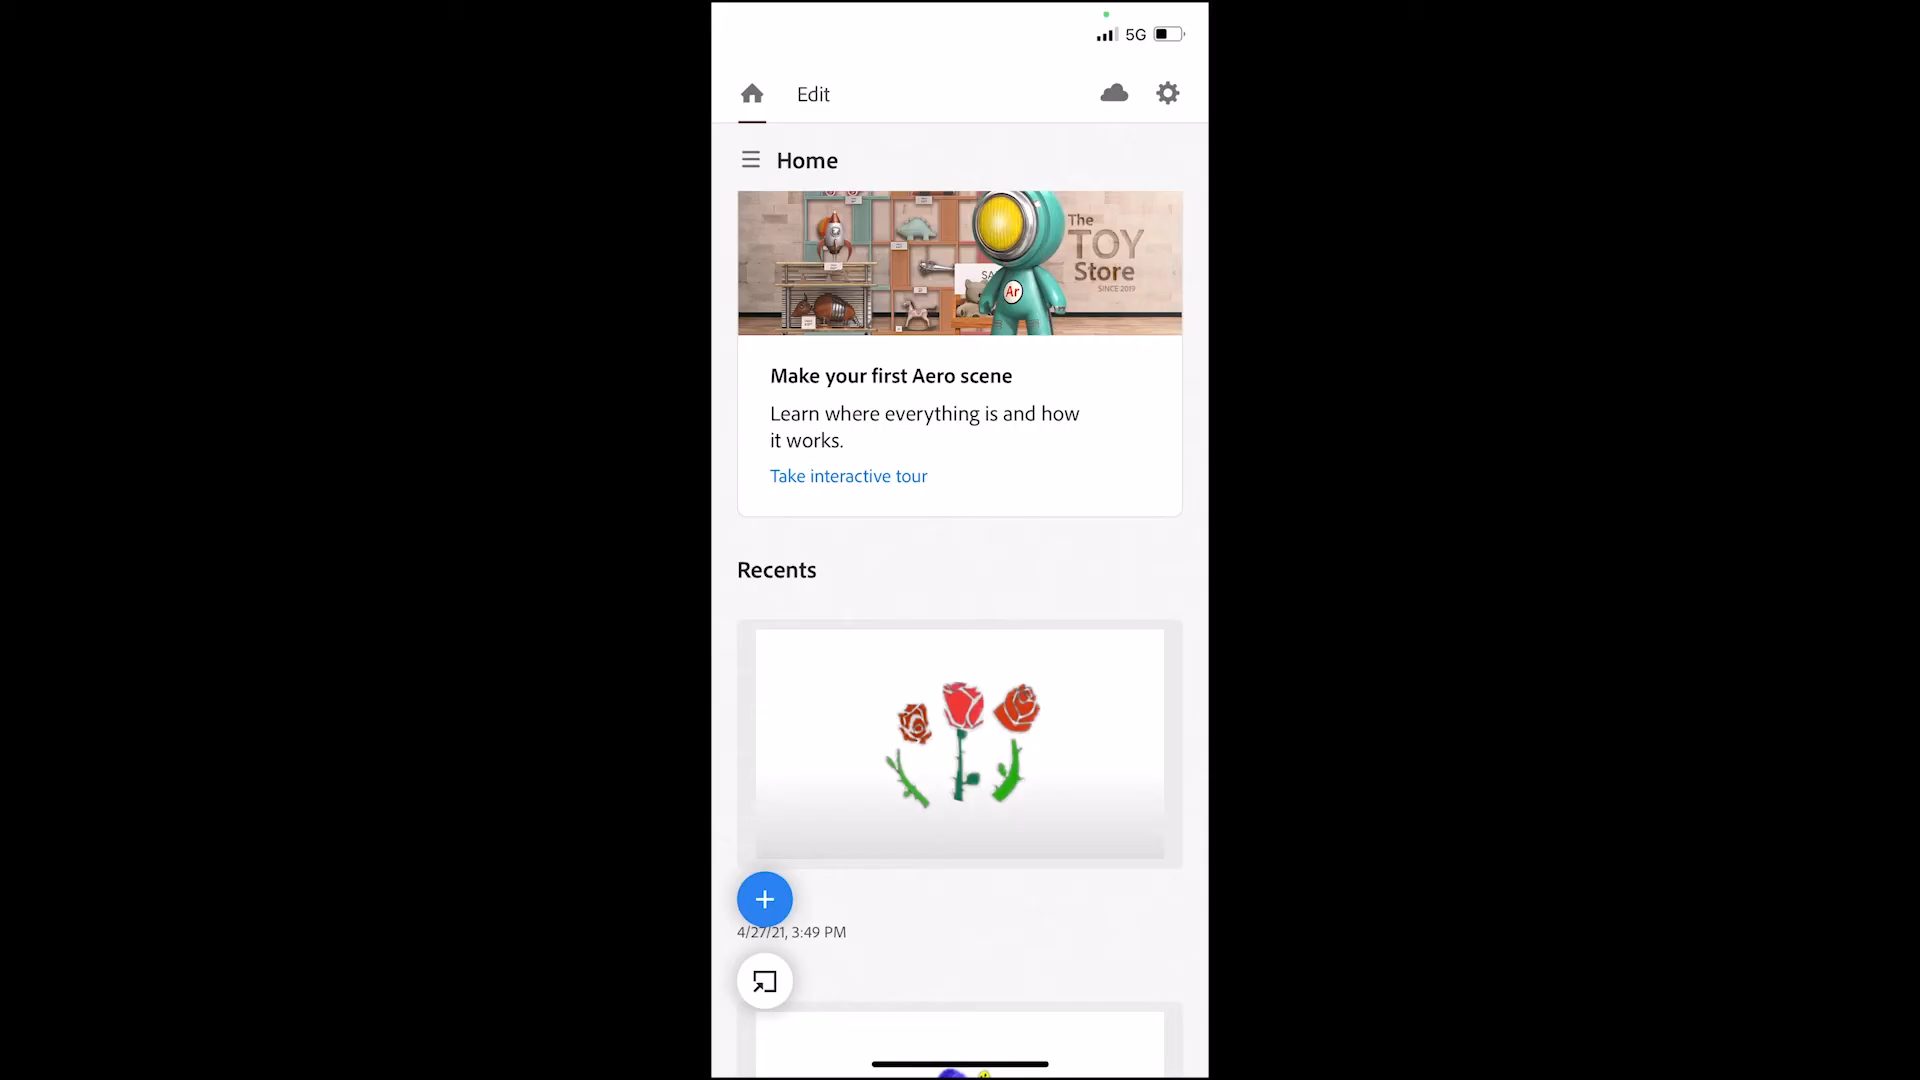 5G
Edit
Home
The
TOY
Store
SINCE 2019
SA
Ar
Make your first Aero scene
Learn where everything is and how
it works.
Take interactive tour
Recents
4/27/21, 3:49 PM